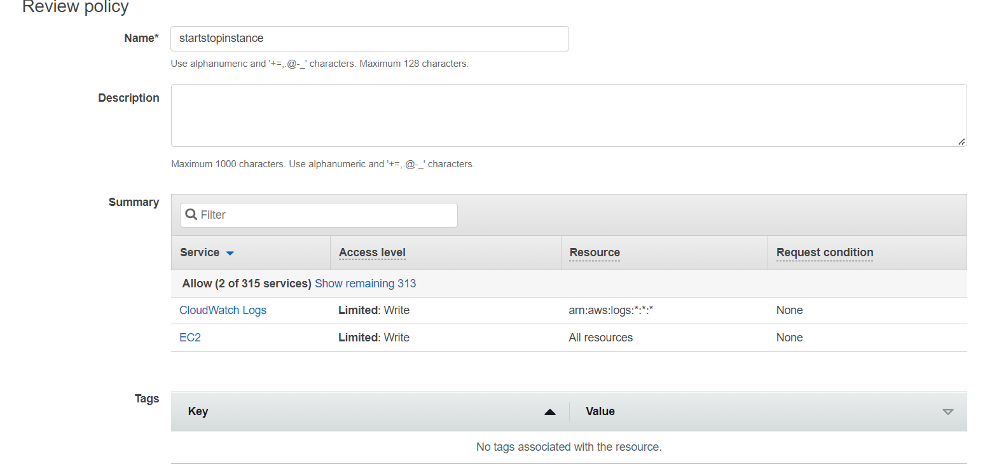 Review policy
Name*
startstopinstance
Use alphanumeric and '+=,.@-_' characters. Maximum 128 characters.
Description
Maximum 1000 characters. Use alphanumeric and '+=,.@-_' characters.
Summary
Filter
Service Access level Resource Request condition
Allow (2 of 315 services) Show remaining 313
CloudWatch Logs Limited: Write arn:aws:logs:*:*:* None
EC2 Limited: Write All resources None
Tags
Key Value
No tags associated with the resource.